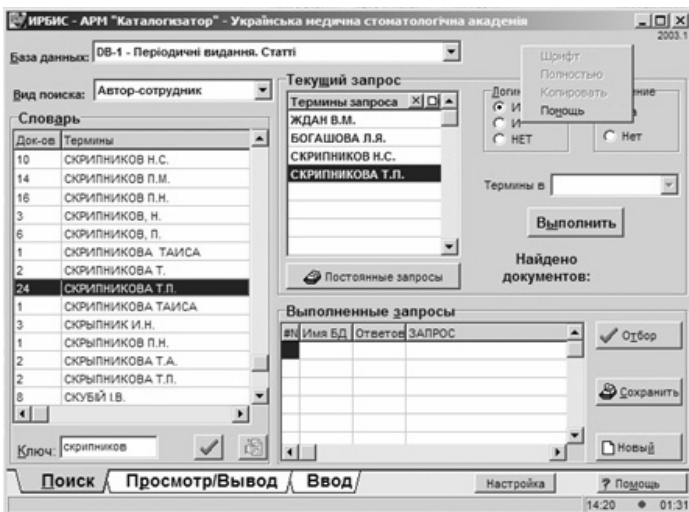 ИРБИС - АРМ "Каталогизатор" - Українська медична стоматологічна академія
2003.1
База данных: DB-1 - Періодичні видання. Статті
Вид поиска: Автор-сотрудник
Словарь
Док-ов Термины
10 СКРИПНИКОВ Н.С.
14 СКРИПНИКОВ П.М.
16 СКРИПНИКОВ П.Н.
3 СКРИПНИКОВ, Н.
6 СКРИПНИКОВ, П.
1 СКРИПНИКОВА ТАИСА
2 СКРИПНИКОВА Т.
24 СКРИПНИКОВА Т.П.
1 СКРИПНИКОВА ТАИСА
3 СКРЫПНИК И.Н.
1 СКРЫПНИКОВ П.Н.
2 СКРЫПНИКОВА Т.А.
2 СКРЫПНИКОВА Т.П.
8 СКУБІЙ І.В.
Ключ: скрипников
Текущий запрос
Термины запроса
ЖДАН В.М.
БОГАШОВА Л.Я.
СКРИПНИКОВ Н.С.
СКРИПНИКОВА Т.П.
Постоянные запросы
Шрифт
Полностью
Копировать
Помощь
И
И
НЕТ
Нет
Термины в
Выполнить
Найдено
документов:
Выполненные запросы
#N Имя БД Ответов ЗАПРОС
Отбор
Сохранить
Новый
Поиск Просмотр/Вывод Ввод
Настройка
? Помощь
14:20 01:31